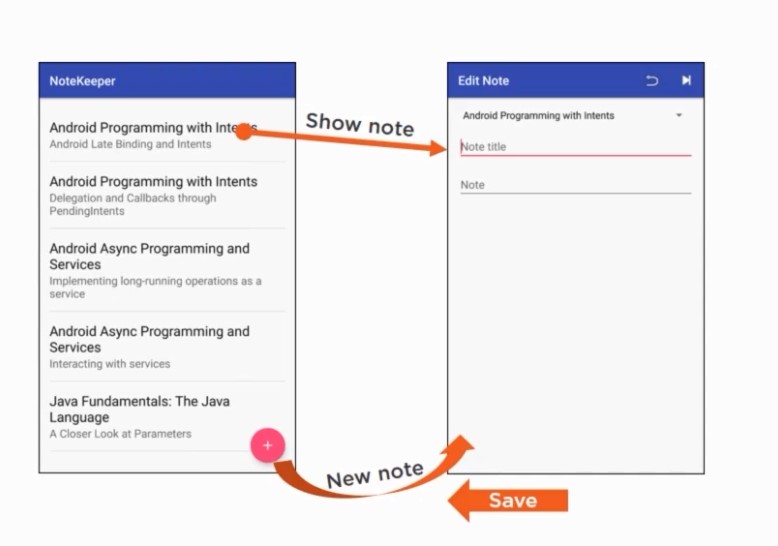 NoteKeeper
Android Programming with Intents
Android Late Binding and Intents
Android Programming with Intents
Delegation and Callbacks through
PendingIntents
Android Async Programming and
Services
Implementing long-running operations as a
service
Android Async Programming and
Services
Interacting with services
Java Fundamentals: The Java
Language
A Closer Look at Parameters
+
Show note
New note
Edit Note
Android Programming with Intents
Note title
Note
Save